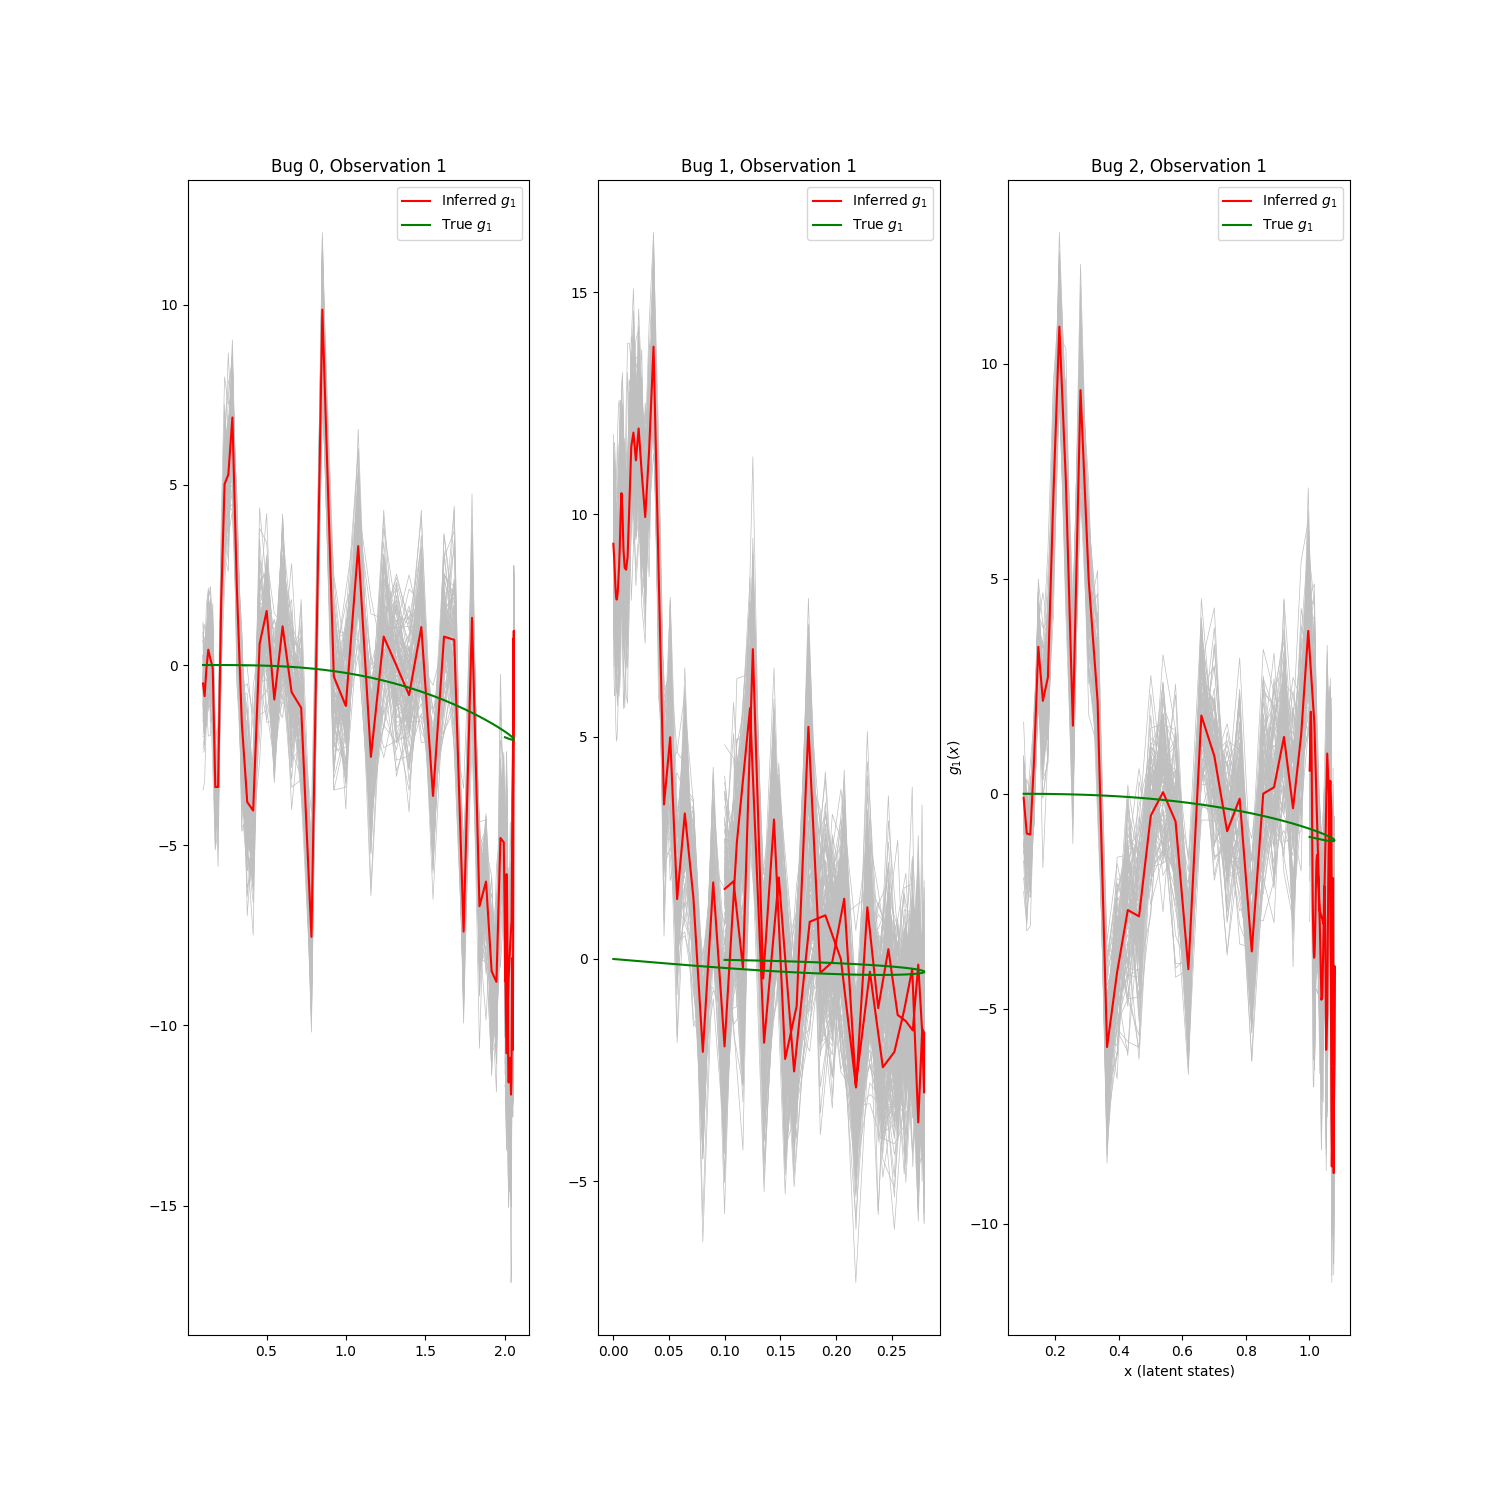 Bug 0, Observation 1
Inferred g₁
True g₁
10
5
0
−5
−10
−15
0.5 1.0 1.5 2.0
Bug 1, Observation 1
Inferred g₁
True g₁
15
10
5
0
−5
0.00 0.05 0.10 0.15 0.20 0.25
Bug 2, Observation 1
Inferred g₁
True g₁
g₁(x)
10
5
0
−5
−10
0.2 0.4 0.6 0.8 1.0
x (latent states)